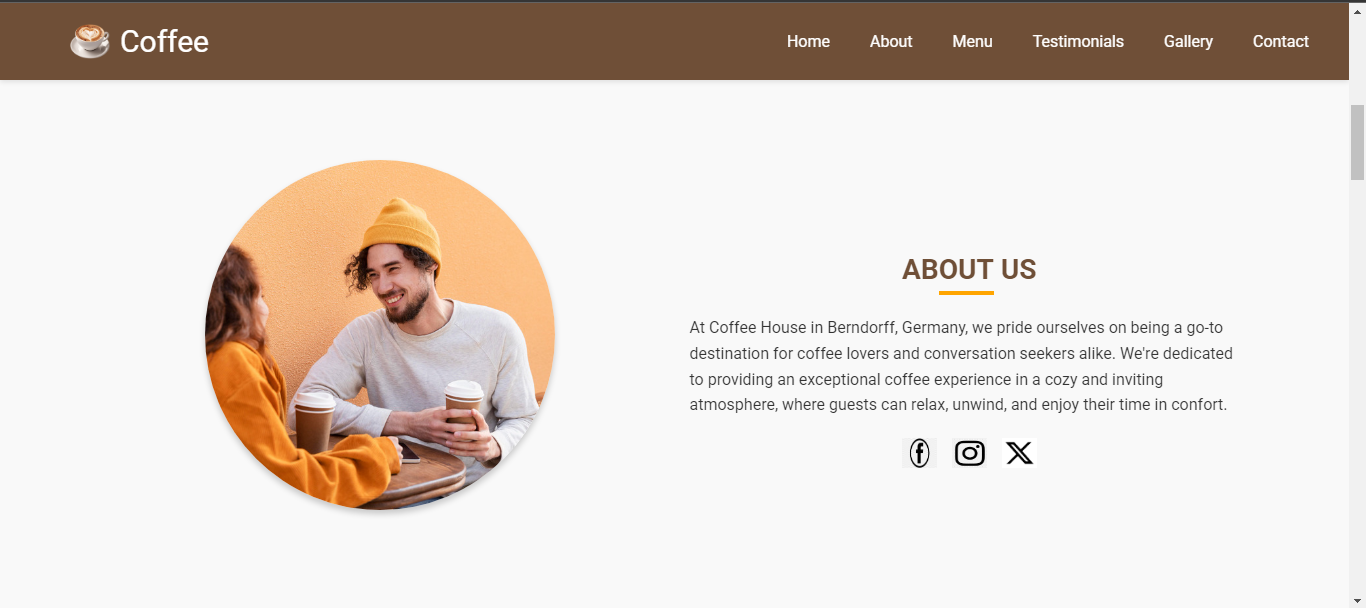 Coffee
Home About Menu Testimonials Gallery Contact
ABOUT US
At Coffee House in Berndorff, Germany, we pride ourselves on being a go-to
destination for coffee lovers and conversation seekers alike. We're dedicated
to providing an exceptional coffee experience in a cozy and inviting
atmosphere, where guests can relax, unwind, and enjoy their time in confort.